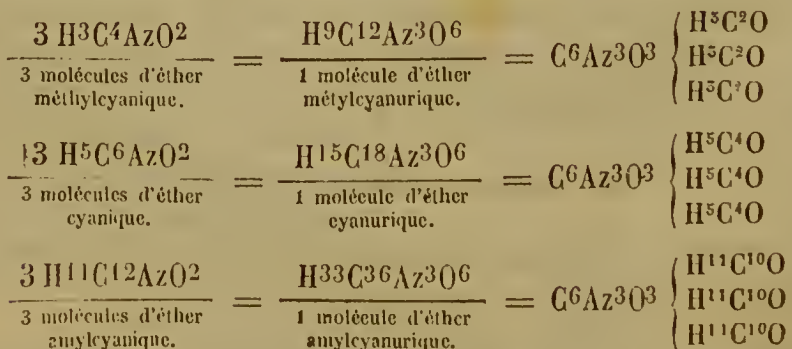 3 H³C⁴AzO² / 3 molécules d'éther méthylcyanique. = H⁹C¹²Az³O⁶ / 1 molécule d'éther métylcyanurique. = C⁶Az³O³ { H³C²O
H³C²O
H³C²O
3 H⁵C⁶AzO² / 3 molécules d'éther cyanique. = H¹⁵C¹⁸Az³O⁶ / 1 molécule d'éther cyanurique. = C⁶Az³O³ { H⁵C⁴O
H⁵C⁴O
H⁵C⁴O
3 H¹¹C¹²AzO² / 3 molécules d'éther amylcyanique. = H³³C³⁶Az³O⁶ / 1 molécule d'éther amylcyanurique. = C⁶Az³O³ { H¹¹C¹⁰O
H¹¹C¹⁰O
H¹¹C¹⁰O